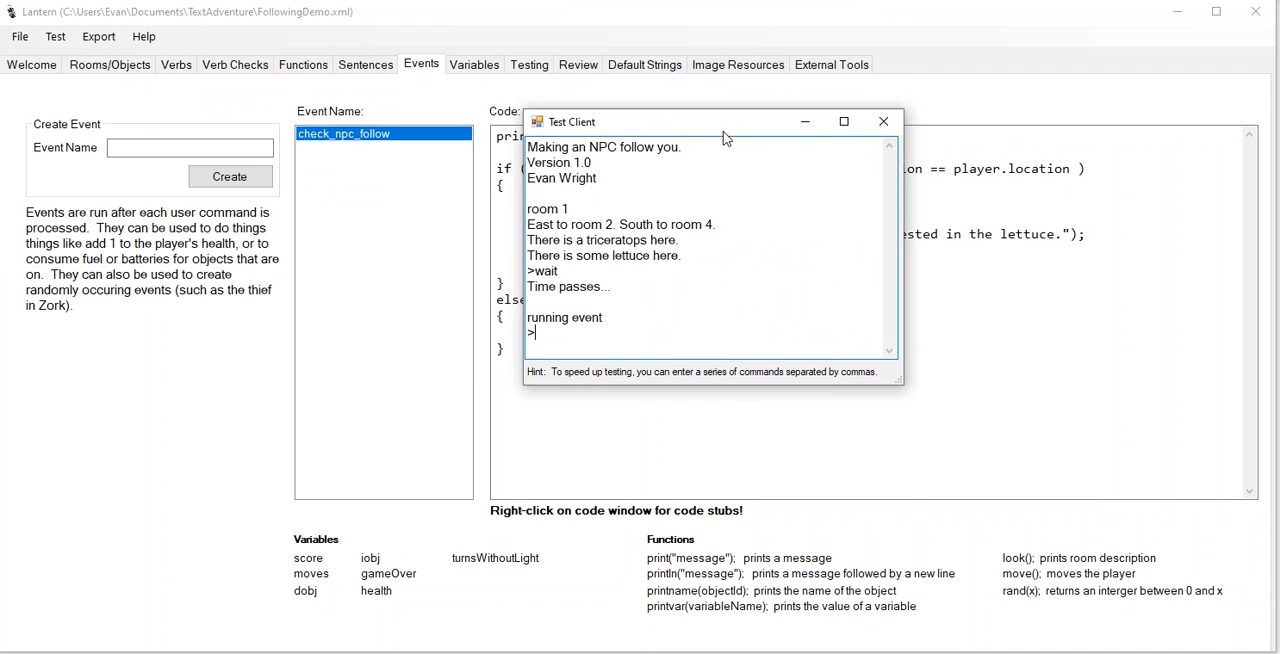 Lantern (C:\Users\Evan\Documents\TextAdventure\FollowingDemo.xml)
File Test Export Help
Welcome Rooms/Objects Verbs Verb Checks Functions Sentences Events Variables Testing Review Default Strings Image Resources External Tools
Create Event
Event Name
Create
Events are run after each user command is
processed. They can be used to do things
things like add 1 to the player's health, or to
consume fuel or batteries for objects that are
on. They can also be used to create
randomly occuring events (such as the thief
in Zork).
Event Name:
check_npc_follow
Code:
prin
if ( on == player.location )
{
ested in the lettuce.");
}
else
{
}
Test Client
Making an NPC follow you.
Version 1.0
Evan Wright
room 1
East to room 2. South to room 4.
There is a triceratops here.
There is some lettuce here.
>wait
Time passes...
running event
>
Hint: To speed up testing, you can enter a series of commands separated by commas.
Right-click on code window for code stubs!
Variables
score iobj turnsWithoutLight
moves gameOver
dobj health
Functions
print("message"); prints a message
println("message"); prints a message followed by a new line
printname(objectId); prints the name of the object
printvar(variableName); prints the value of a variable
look(); prints room description
move(); moves the player
rand(x); returns an interger between 0 and x